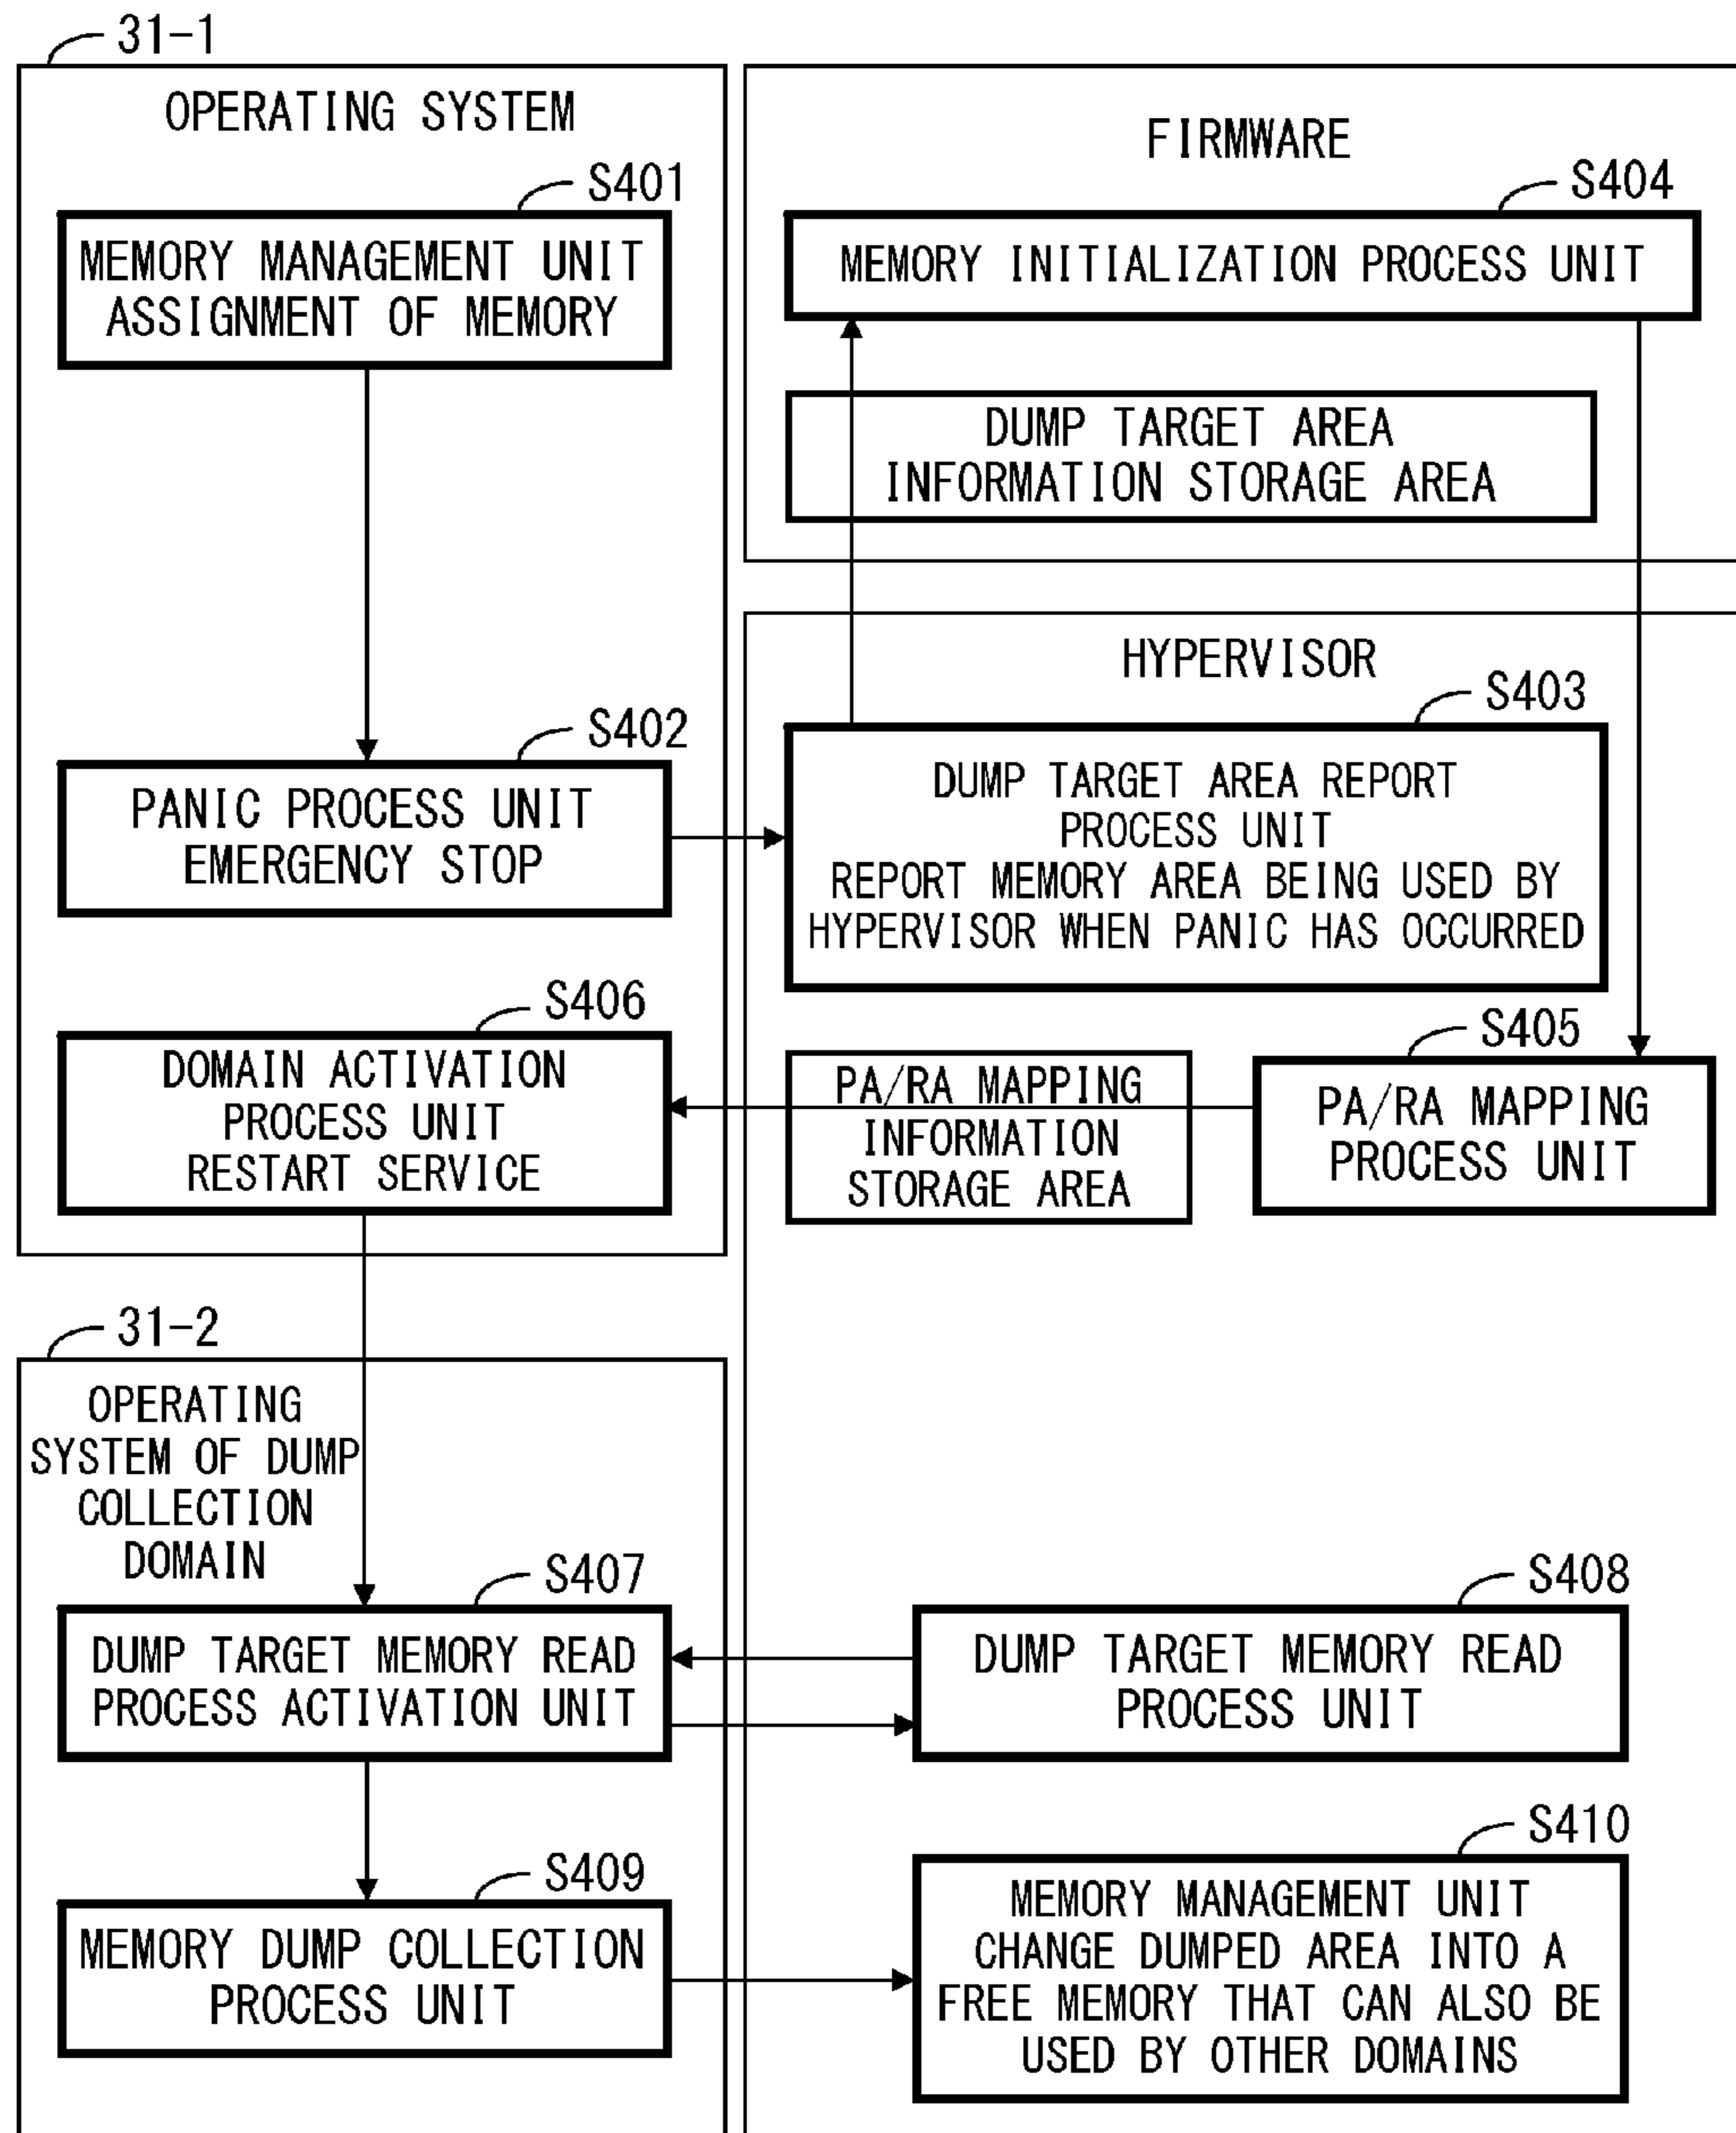 31-1
OPERATING SYSTEM
S401
MEMORY MANAGEMENT UNIT
ASSIGNMENT OF MEMORY
S402
PANIC PROCESS UNIT
EMERGENCY STOP
S406
DOMAIN ACTIVATION
PROCESS UNIT
RESTART SERVICE
FIRMWARE
S404
MEMORY INITIALIZATION PROCESS UNIT
DUMP TARGET AREA
INFORMATION STORAGE AREA
HYPERVISOR
S403
DUMP TARGET AREA REPORT
PROCESS UNIT
REPORT MEMORY AREA BEING USED BY
HYPERVISOR WHEN PANIC HAS OCCURRED
S405
PA/RA MAPPING
INFORMATION
STORAGE AREA
PA/RA MAPPING
PROCESS UNIT
31-2
OPERATING
SYSTEM OF DUMP
COLLECTION
DOMAIN
S407
DUMP TARGET MEMORY READ
PROCESS ACTIVATION UNIT
S408
DUMP TARGET MEMORY READ
PROCESS UNIT
S409
MEMORY DUMP COLLECTION
PROCESS UNIT
S410
MEMORY MANAGEMENT UNIT
CHANGE DUMPED AREA INTO A
FREE MEMORY THAT CAN ALSO BE
USED BY OTHER DOMAINS